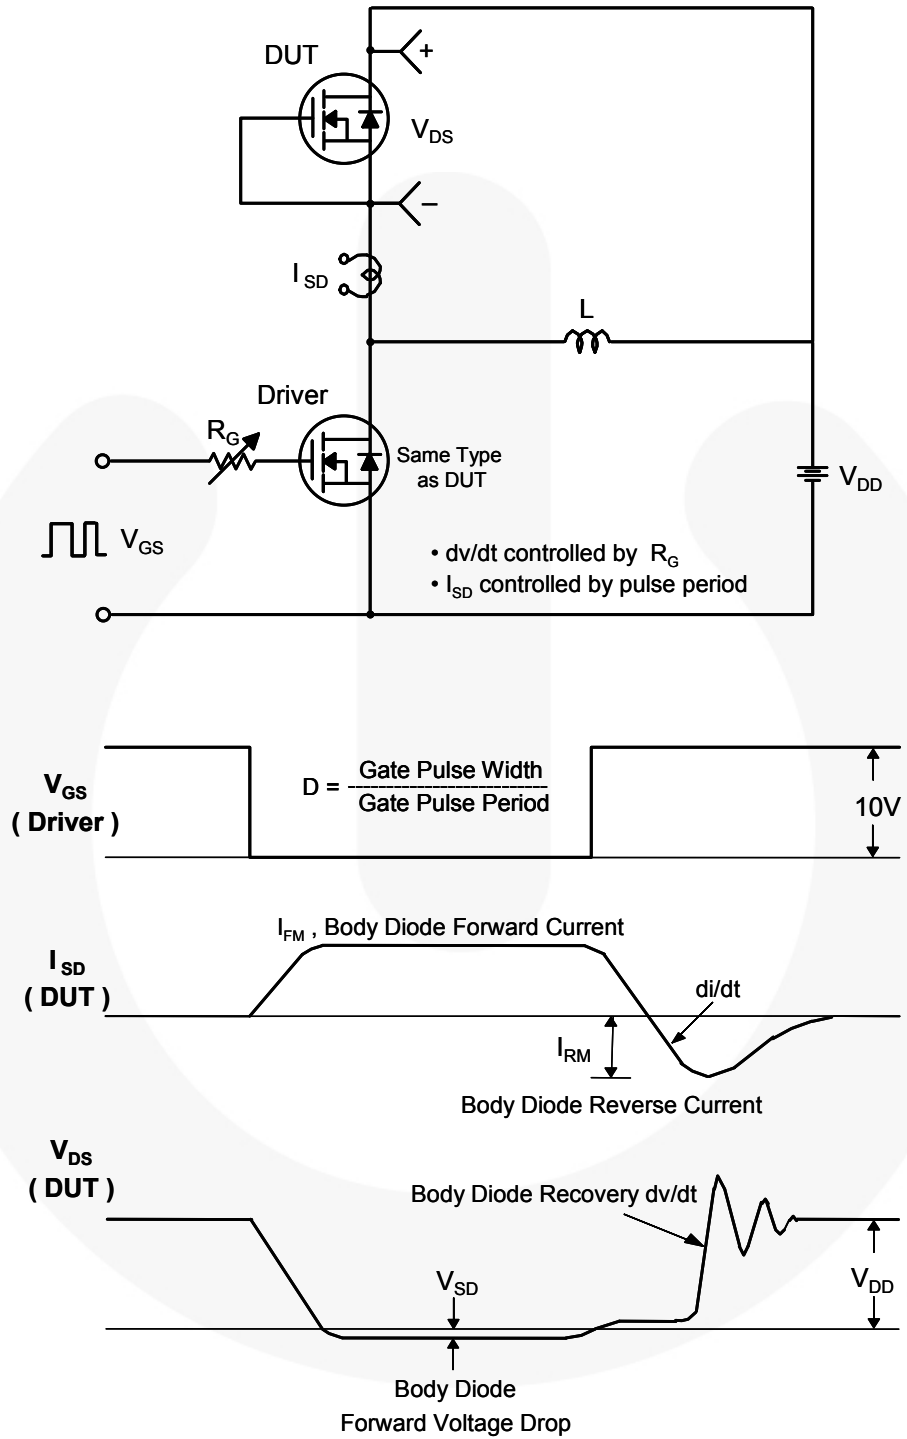 DUT
+
V_DS
−
I_SD
L
Driver
R_G
Same Type
as DUT
V_DD
V_GS
• dv/dt controlled by R_G
• I_SD controlled by pulse period
V_GS
( Driver )
D = Gate Pulse Width
--------------------------
Gate Pulse Period
10V
I_FM , Body Diode Forward Current
I_SD
( DUT )
di/dt
I_RM
Body Diode Reverse Current
V_DS
( DUT )
Body Diode Recovery dv/dt
V_SD
V_DD
Body Diode
Forward Voltage Drop